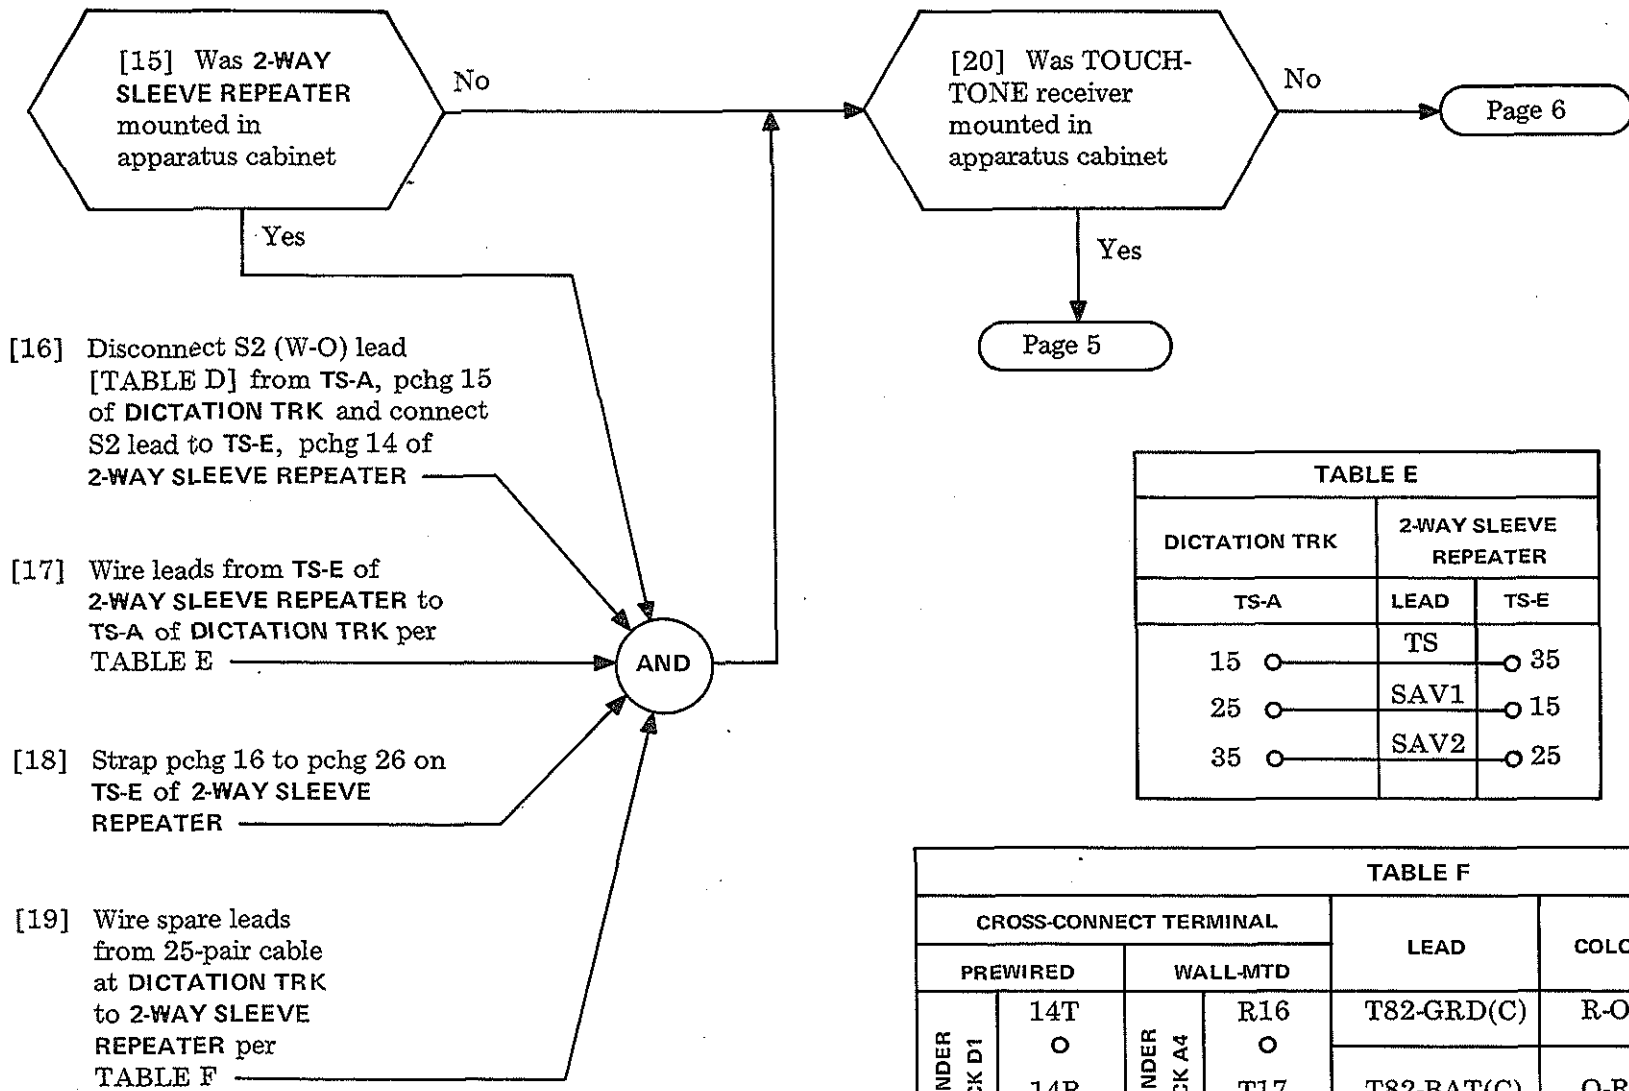 [15] Was 2-WAY
SLEEVE REPEATER
mounted in
apparatus cabinet
No
Yes
[20] Was TOUCH-
TONE receiver
mounted in
apparatus cabinet
No
Page 6
Yes
Page 5
[16] Disconnect S2 (W-O) lead
[TABLE D] from TS-A, pchg 15
of DICTATION TRK and connect
S2 lead to TS-E, pchg 14 of
2-WAY SLEEVE REPEATER
[17] Wire leads from TS-E of
2-WAY SLEEVE REPEATER to
TS-A of DICTATION TRK per
TABLE E
AND
[18] Strap pchg 16 to pchg 26 on
TS-E of 2-WAY SLEEVE
REPEATER
[19] Wire spare leads
from 25-pair cable
at DICTATION TRK
to 2-WAY SLEEVE
REPEATER per
TABLE F
TABLE E
DICTATION TRK
2-WAY SLEEVE
REPEATER
TS-A LEAD TS-E
15 TS 35
25 SAV1 15
35 SAV2 25
TABLE F
CROSS-CONNECT TERMINAL
LEAD
PREWIRED WALL-MTD
14T R16 T82-GRD(C) R-O
14R T17 T82-BAT(C) O-R
D1
A4